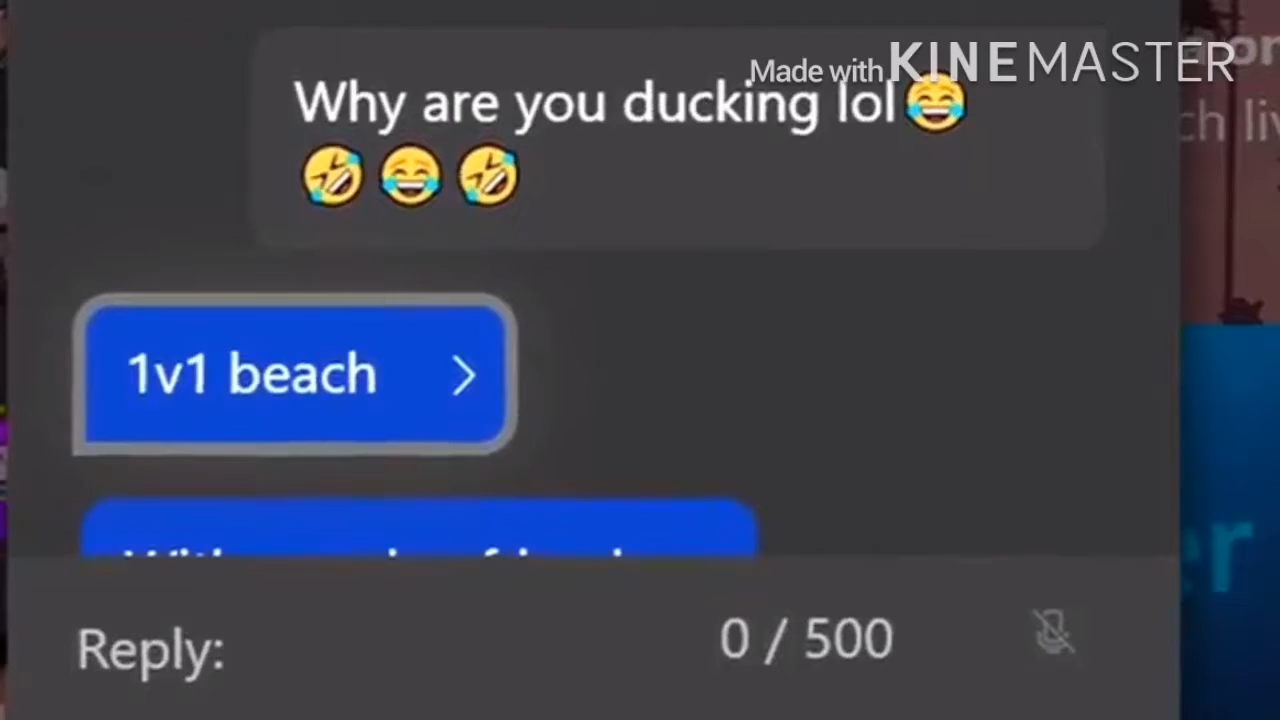 Made with KINEMASTER
Why are you ducking lol😂
🤣😂🤣
1v1 beach
Reply:
0 / 500